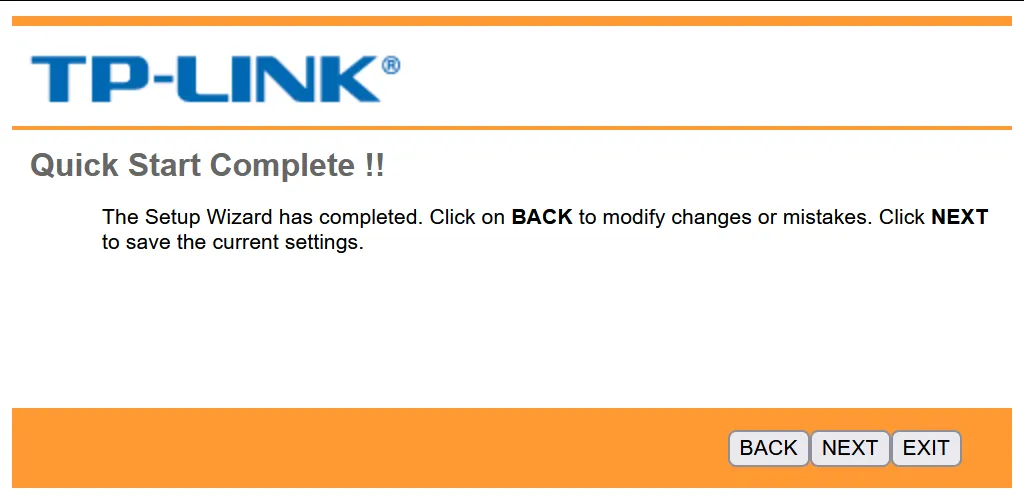 TP-LINK®
Quick Start Complete !!
The Setup Wizard has completed. Click on BACK to modify changes or mistakes. Click NEXT
to save the current settings.
BACK NEXT EXIT